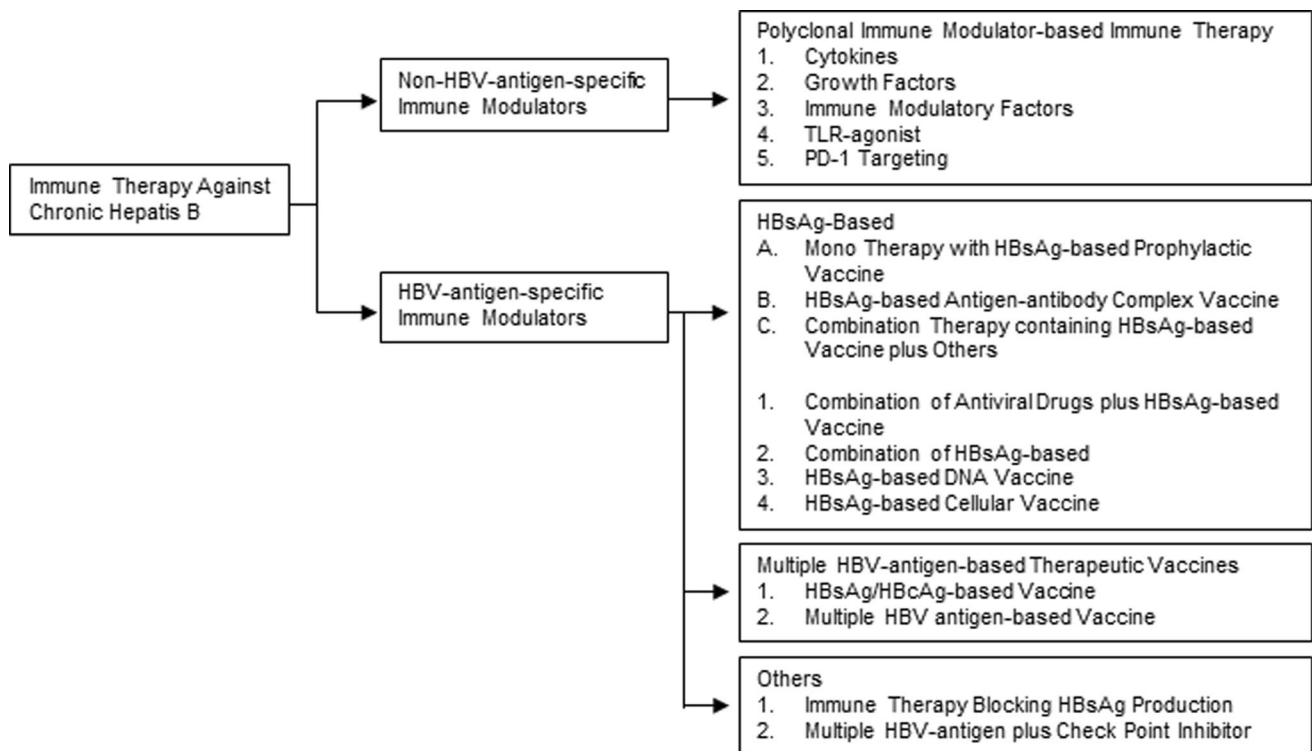 Immune Therapy Against
Chronic Hepatis B
Non-HBV-antigen-specific
Immune Modulators
HBV-antigen-specific
Immune Modulators
Polyclonal Immune Modulator-based Immune Therapy
1. Cytokines
2. Growth Factors
3. Immune Modulatory Factors
4. TLR-agonist
5. PD-1 Targeting
HBsAg-Based
A. Mono Therapy with HBsAg-based Prophylactic
Vaccine
B. HBsAg-based Antigen-antibody Complex Vaccine
C. Combination Therapy containing HBsAg-based
Vaccine plus Others
1. Combination of Antiviral Drugs plus HBsAg-based
Vaccine
2. Combination of HBsAg-based
3. HBsAg-based DNA Vaccine
4. HBsAg-based Cellular Vaccine
Multiple HBV-antigen-based Therapeutic Vaccines
1. HBsAg/HBcAg-based Vaccine
2. Multiple HBV antigen-based Vaccine
Others
1. Immune Therapy Blocking HBsAg Production
2. Multiple HBV-antigen plus Check Point Inhibitor